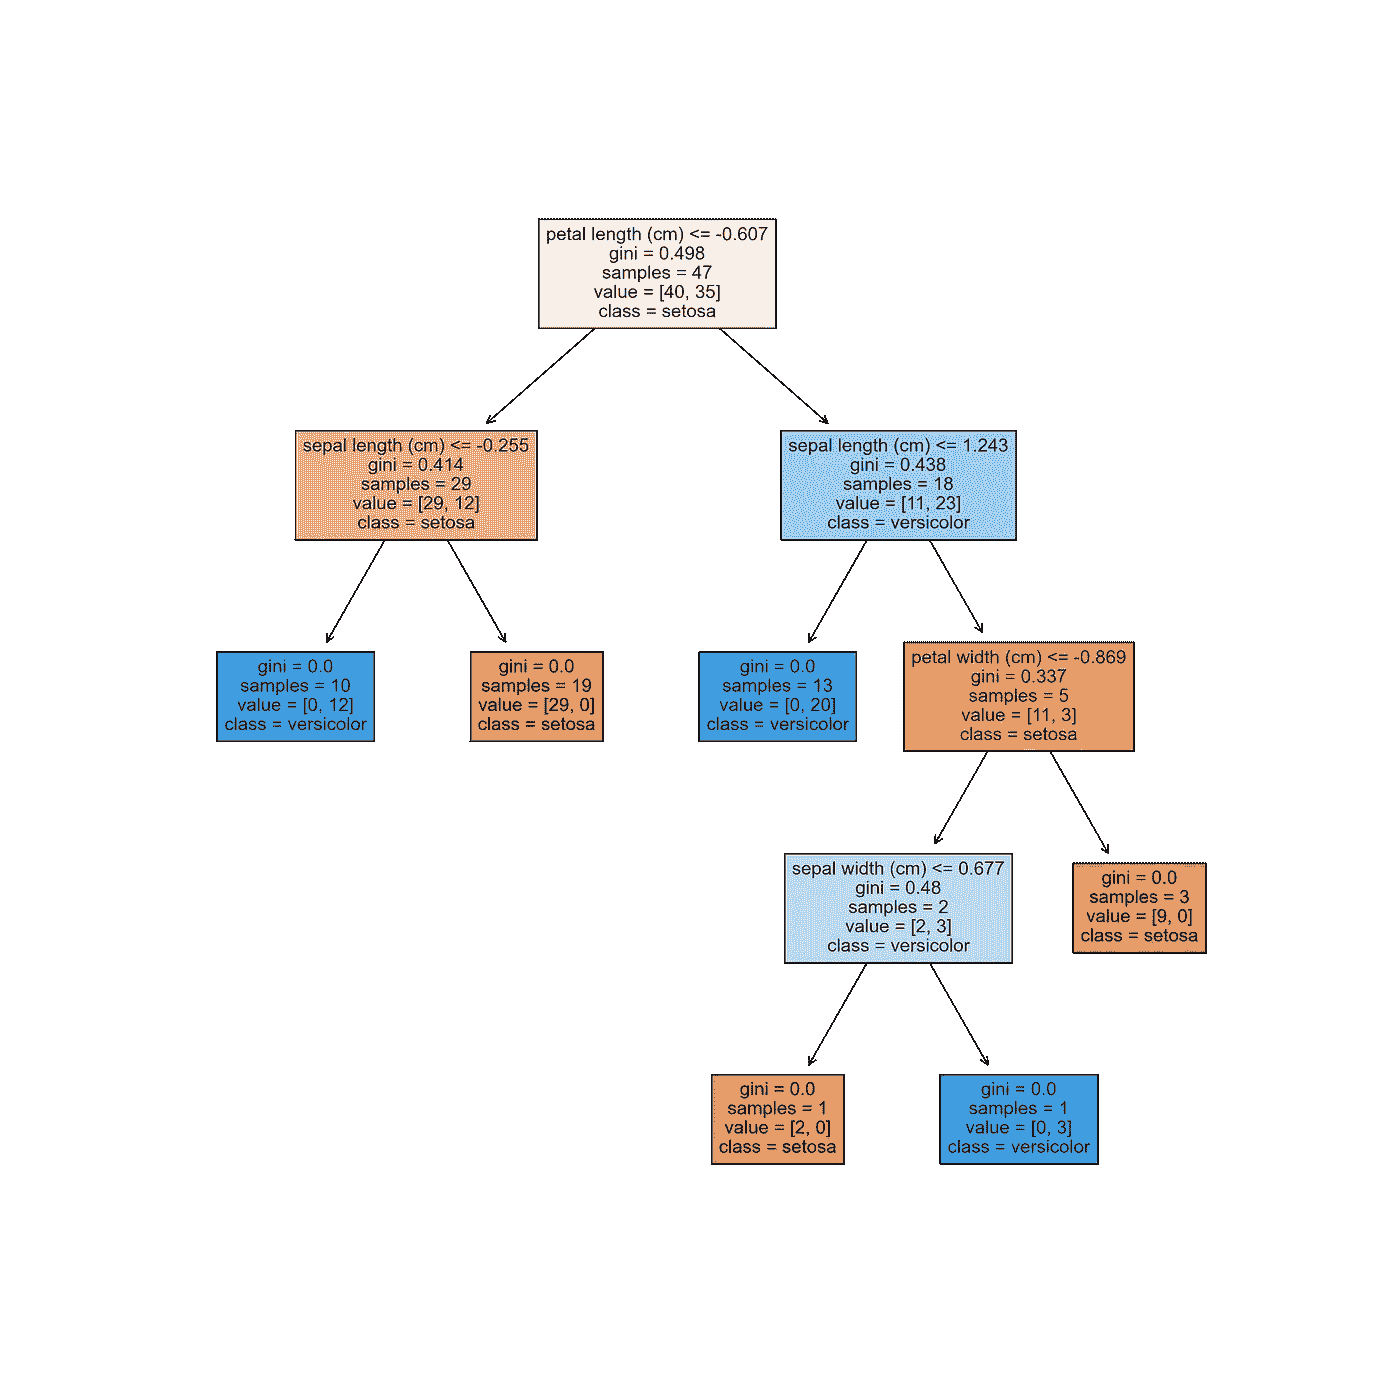 petal length (cm) <= -0.607
gini = 0.498
samples = 47
value = [40, 35]
class = setosa
sepal length (cm) <= -0.255
gini = 0.414
samples = 29
value = [29, 12]
class = setosa
sepal length (cm) <= 1.243
gini = 0.438
samples = 18
value = [11, 23]
class = versicolor
gini = 0.0
samples = 10
value = [0, 12]
class = versicolor
gini = 0.0
samples = 19
value = [29, 0]
class = setosa
gini = 0.0
samples = 13
value = [0, 20]
class = versicolor
petal width (cm) <= -0.869
gini = 0.337
samples = 5
value = [11, 3]
class = setosa
sepal width (cm) <= 0.677
gini = 0.48
samples = 2
value = [2, 3]
class = versicolor
gini = 0.0
samples = 3
value = [9, 0]
class = setosa
gini = 0.0
samples = 1
value = [2, 0]
class = setosa
gini = 0.0
samples = 1
value = [0, 3]
class = versicolor